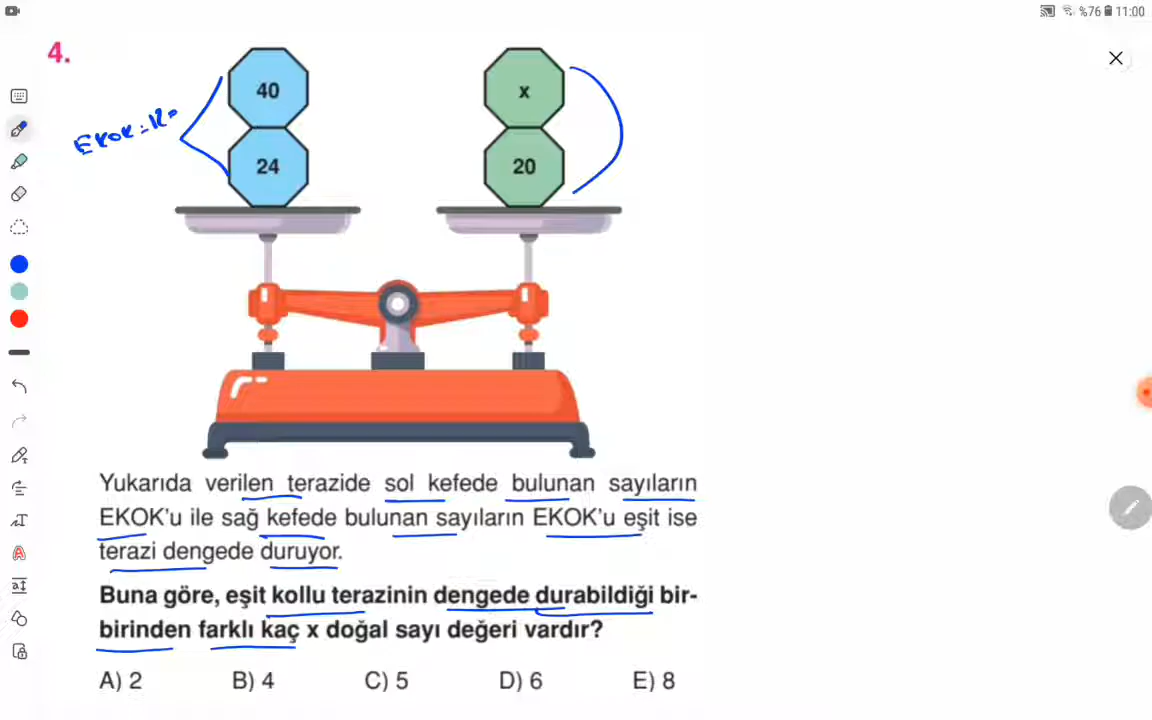 %76 11:00
4.
40
x
EKOK = 120
24
20
Yukarıda verilen terazide sol kefede bulunan sayıların
EKOK'u ile sağ kefede bulunan sayıların EKOK'u eşit ise
terazi dengede duruyor.
Buna göre, eşit kollu terazinin dengede durabildiği bir-
birinden farklı kaç x doğal sayı değeri vardır?
A) 2 B) 4 C) 5 D) 6 E) 8